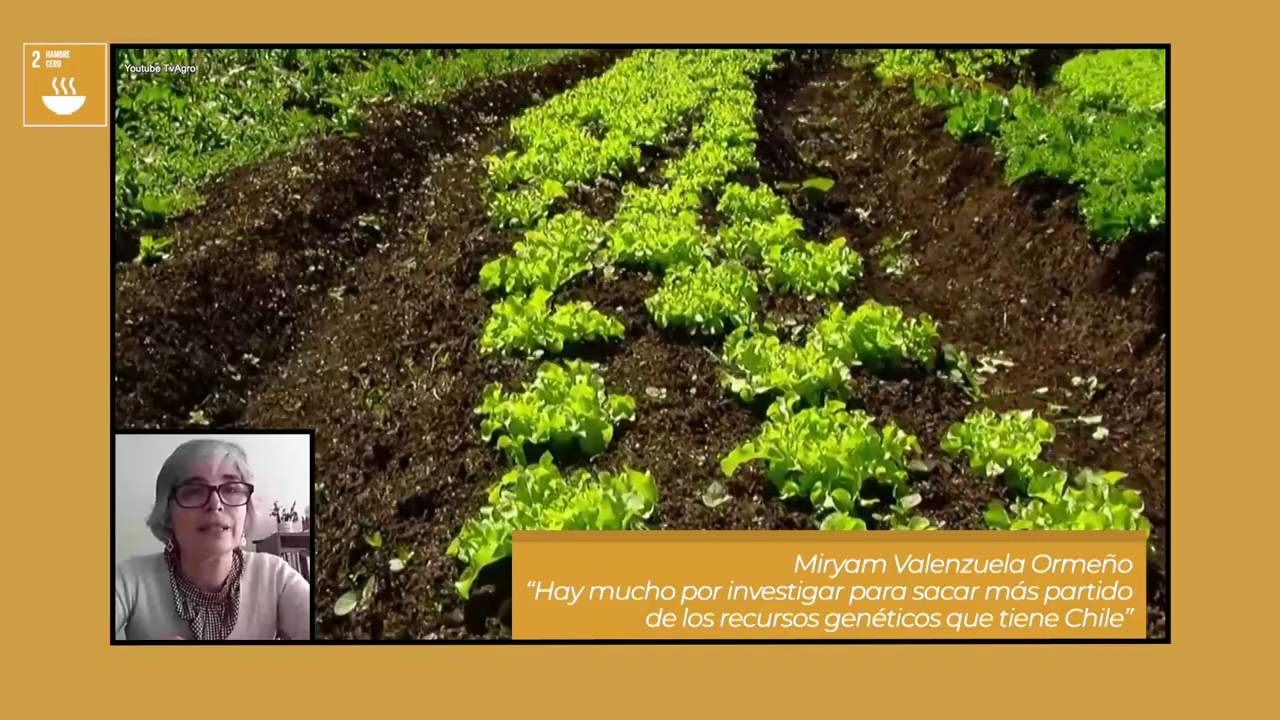 2 HAMBRE
CERO
Youtube TvAgro
Miryam Valenzuela Ormeño
“Hay mucho por investigar para sacar más partido
de los recursos genéticos que tiene Chile”